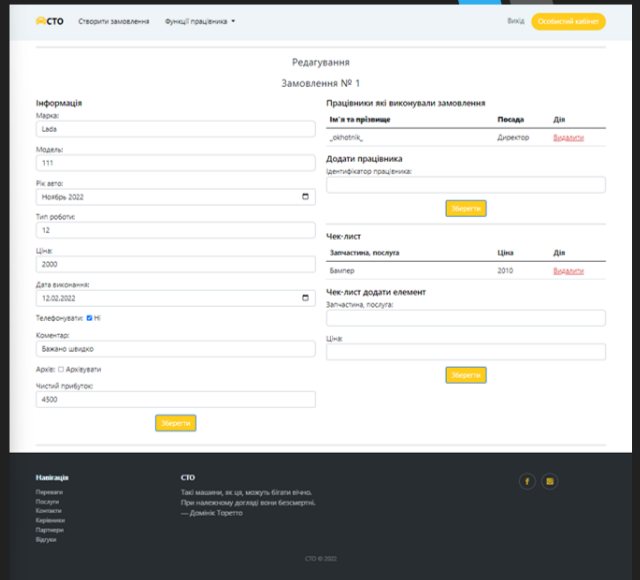 СТО
Створити замовлення
Функції працівника
Вихід
Особистий кабінет
Редагування
Замовлення № 1
Інформація
Марка:
Lada
Модель:
111
Рік авто:
Ноябрь 2022
Тип роботи:
12
Ціна:
2000
Дата виконання:
12.02.2022
Телефонувати: Ні
Коментар:
Бажано швидко
Архів: Архівувати
Чистий прибуток:
4500
Зберегти
Працівники які виконували замовлення
Ім'я та прізвище Посада Дія
_okhotnik_ Директор Видалити
Додати працівника
Ідентифікатор працівника:
Зберегти
Чек-лист
Запчастина, послуга Ціна Дія
Бампер 2010 Видалити
Чек-лист додати елемент
Запчастина, послуга:
Ціна:
Зберегти
Навігація
Переваги
Послуги
Контакти
Керівники
Партнери
Відгуки
СТО
Такі машини, як ця, можуть бігати вічно.
При належному догляді вони безсмертні.
— Домінік Торетто
СТО © 2022